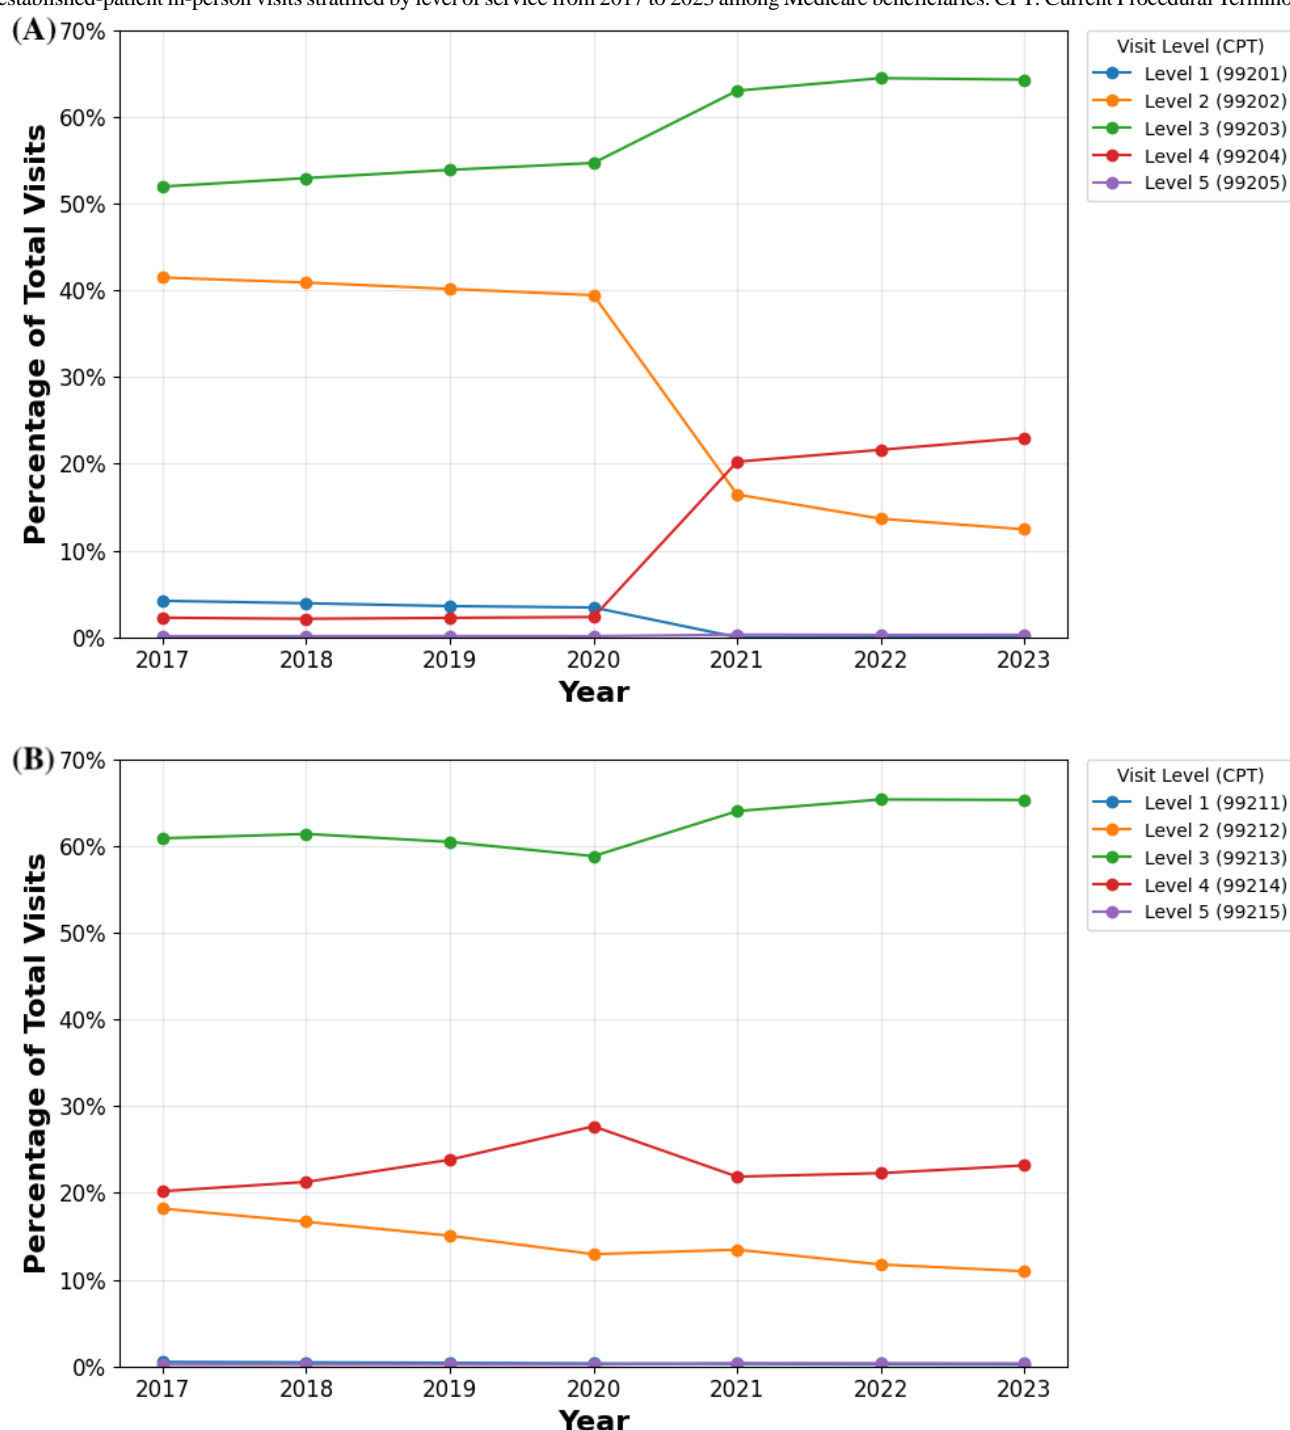 established-patient in-person visits stratified by level of service from 2017 to 2023 among Medicare beneficiaries. CPT: Current Procedural
(A)
70%
60%
50%
40%
30%
20%
10%
0%
Percentage of Total Visits
2017 2018 2019 2020 2021 2022 2023
Year
Visit Level (CPT)
Level 1 (99201)
Level 2 (99202)
Level 3 (99203)
Level 4 (99204)
Level 5 (99205)
(B)
70%
60%
50%
40%
30%
20%
10%
0%
Percentage of Total Visits
2017 2018 2019 2020 2021 2022 2023
Year
Visit Level (CPT)
Level 1 (99211)
Level 2 (99212)
Level 3 (99213)
Level 4 (99214)
Level 5 (99215)